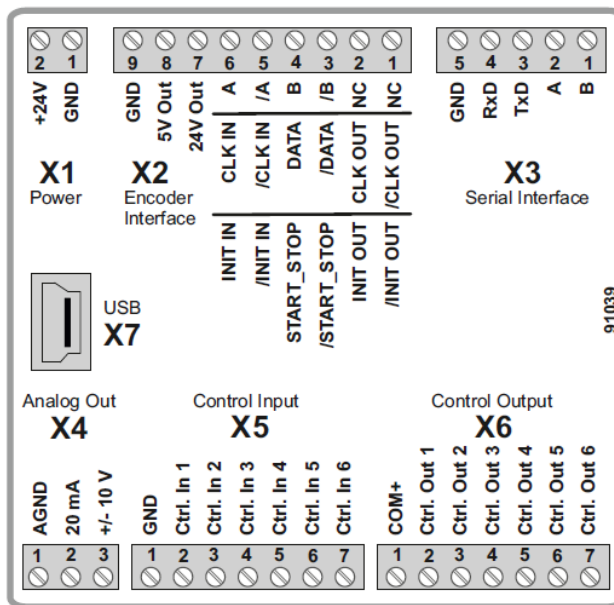 2 1
+24V GND
X1
Power
9 8 7 6 5 4 3 2 1
GND 5V Out 24V Out A /A B /B NC NC
CLK IN /CLK IN DATA /DATA CLK OUT /CLK OUT
INIT IN /INIT IN START_STOP /START_STOP INIT OUT /INIT OUT
X2
Encoder
Interface
5 4 3 2 1
GND RxD TxD A B
X3
Serial Interface
USB
X7
91039
Analog Out
X4
AGND 20 mA +/- 10 V
1 2 3
Control Input
X5
GND Ctrl. In 1 Ctrl. In 2 Ctrl. In 3 Ctrl. In 4 Ctrl. In 5 Ctrl. In 6
1 2 3 4 5 6 7
Control Output
X6
COM+ Ctrl. Out 1 Ctrl. Out 2 Ctrl. Out 3 Ctrl. Out 4 Ctrl. Out 5 Ctrl. Out 6
1 2 3 4 5 6 7